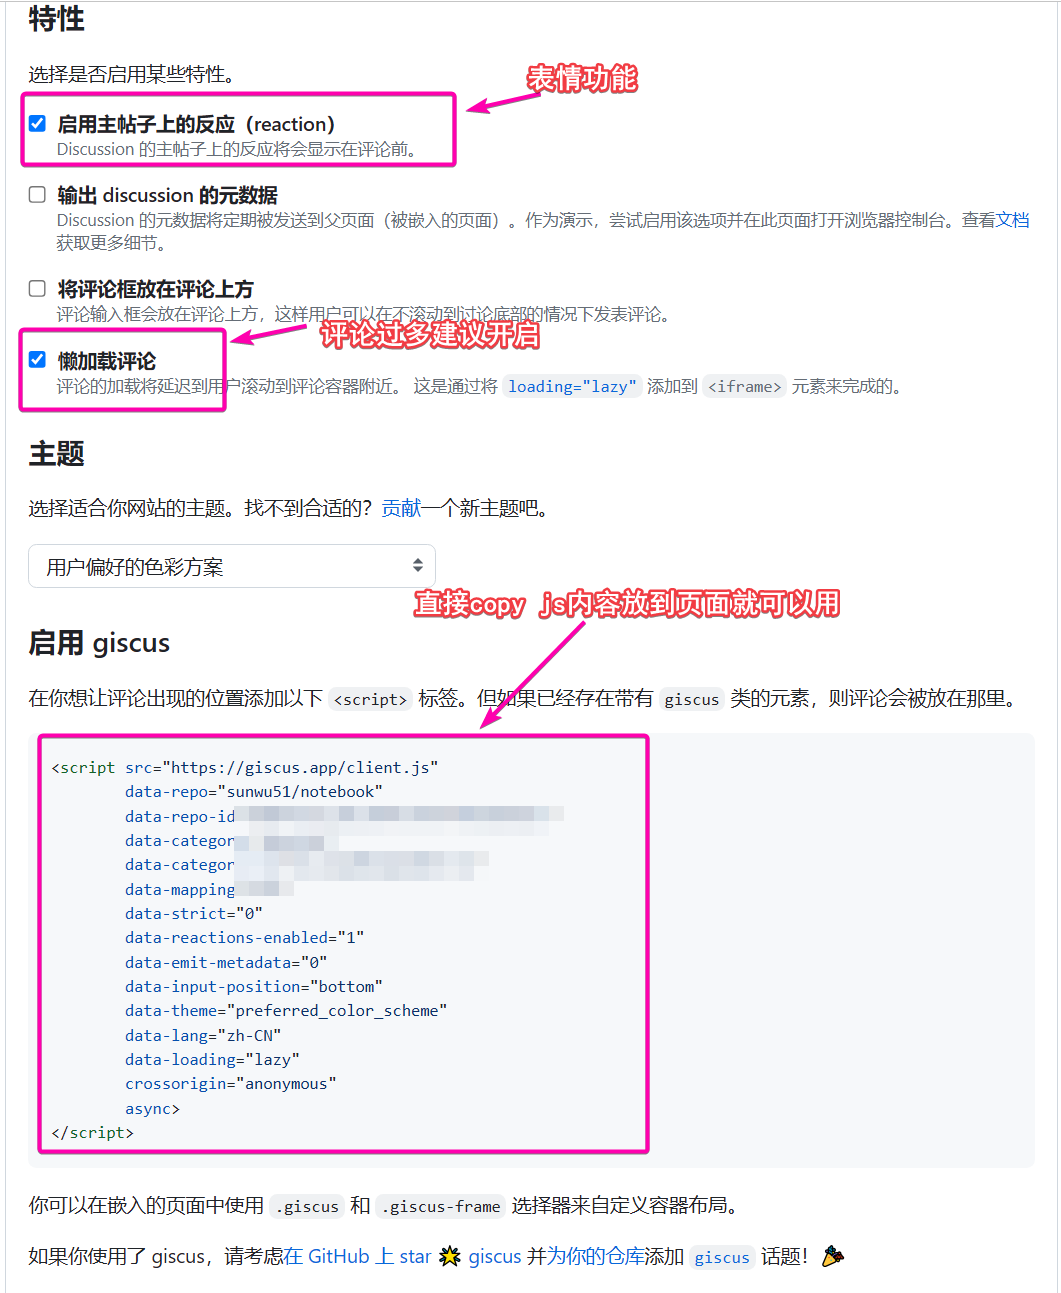 特性
选择是否启用某些特性。
表情功能
启用主帖子上的反应（reaction）
Discussion 的主帖子上的反应将会显示在评论前。
输出 discussion 的元数据
Discussion 的元数据将定期被发送到父页面（被嵌入的页面）。作为演示，尝试启用该选项并在此页面打开浏览器控制台。查看文档
获取更多细节。
将评论框放在评论上方
评论输入框会放在评论上方，这样用户可以在不滚动到讨论底部的情况下发表评论。
评论过多建议开启
懒加载评论
评论的加载将延迟到用户滚动到评论容器附近。 这是通过将 loading="lazy" 添加到 <iframe> 元素来完成的。
主题
选择适合你网站的主题。找不到合适的？贡献一个新主题吧。
用户偏好的色彩方案
直接copy js内容放到页面就可以用
启用 giscus
在你想让评论出现的位置添加以下 <script> 标签。但如果已经存在带有 giscus 类的元素，则评论会被放在那里。
<script src="https://giscus.app/client.js"
data-repo="sunwu51/notebook"
data-repo-id
data-categor
data-categor
data-mapping
data-strict="0"
data-reactions-enabled="1"
data-emit-metadata="0"
data-input-position="bottom"
data-theme="preferred_color_scheme"
data-lang="zh-CN"
data-loading="lazy"
crossorigin="anonymous"
async>
</script>
你可以在嵌入的页面中使用 .giscus 和 .giscus-frame 选择器来自定义容器布局。
如果你使用了 giscus，请考虑在 GitHub 上 star 🌟 giscus 并为你的仓库添加 giscus 话题！🎉